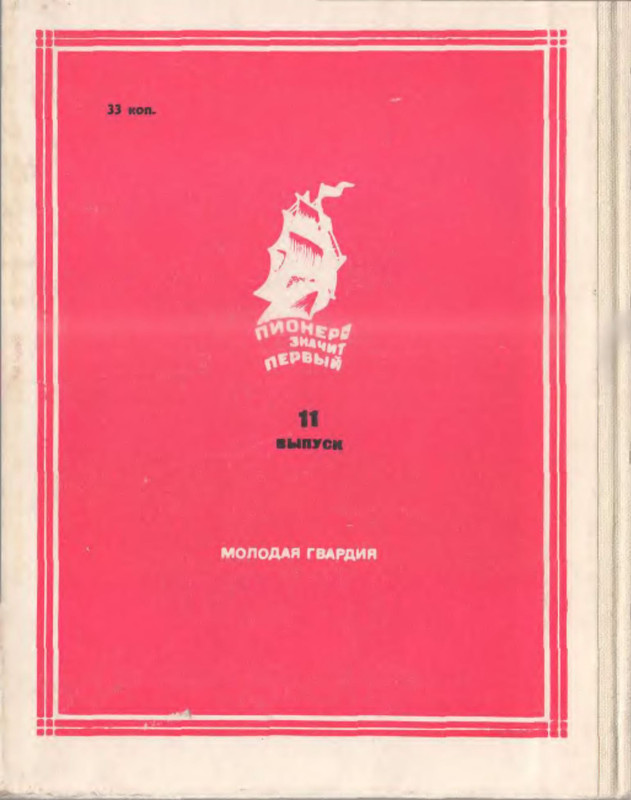 33 коп.
ПИОНЕР –
ЗНАЧИТ
ПЕРВЫЙ
11
ВЫПУСК
МОЛОДАЯ ГВАРДИЯ